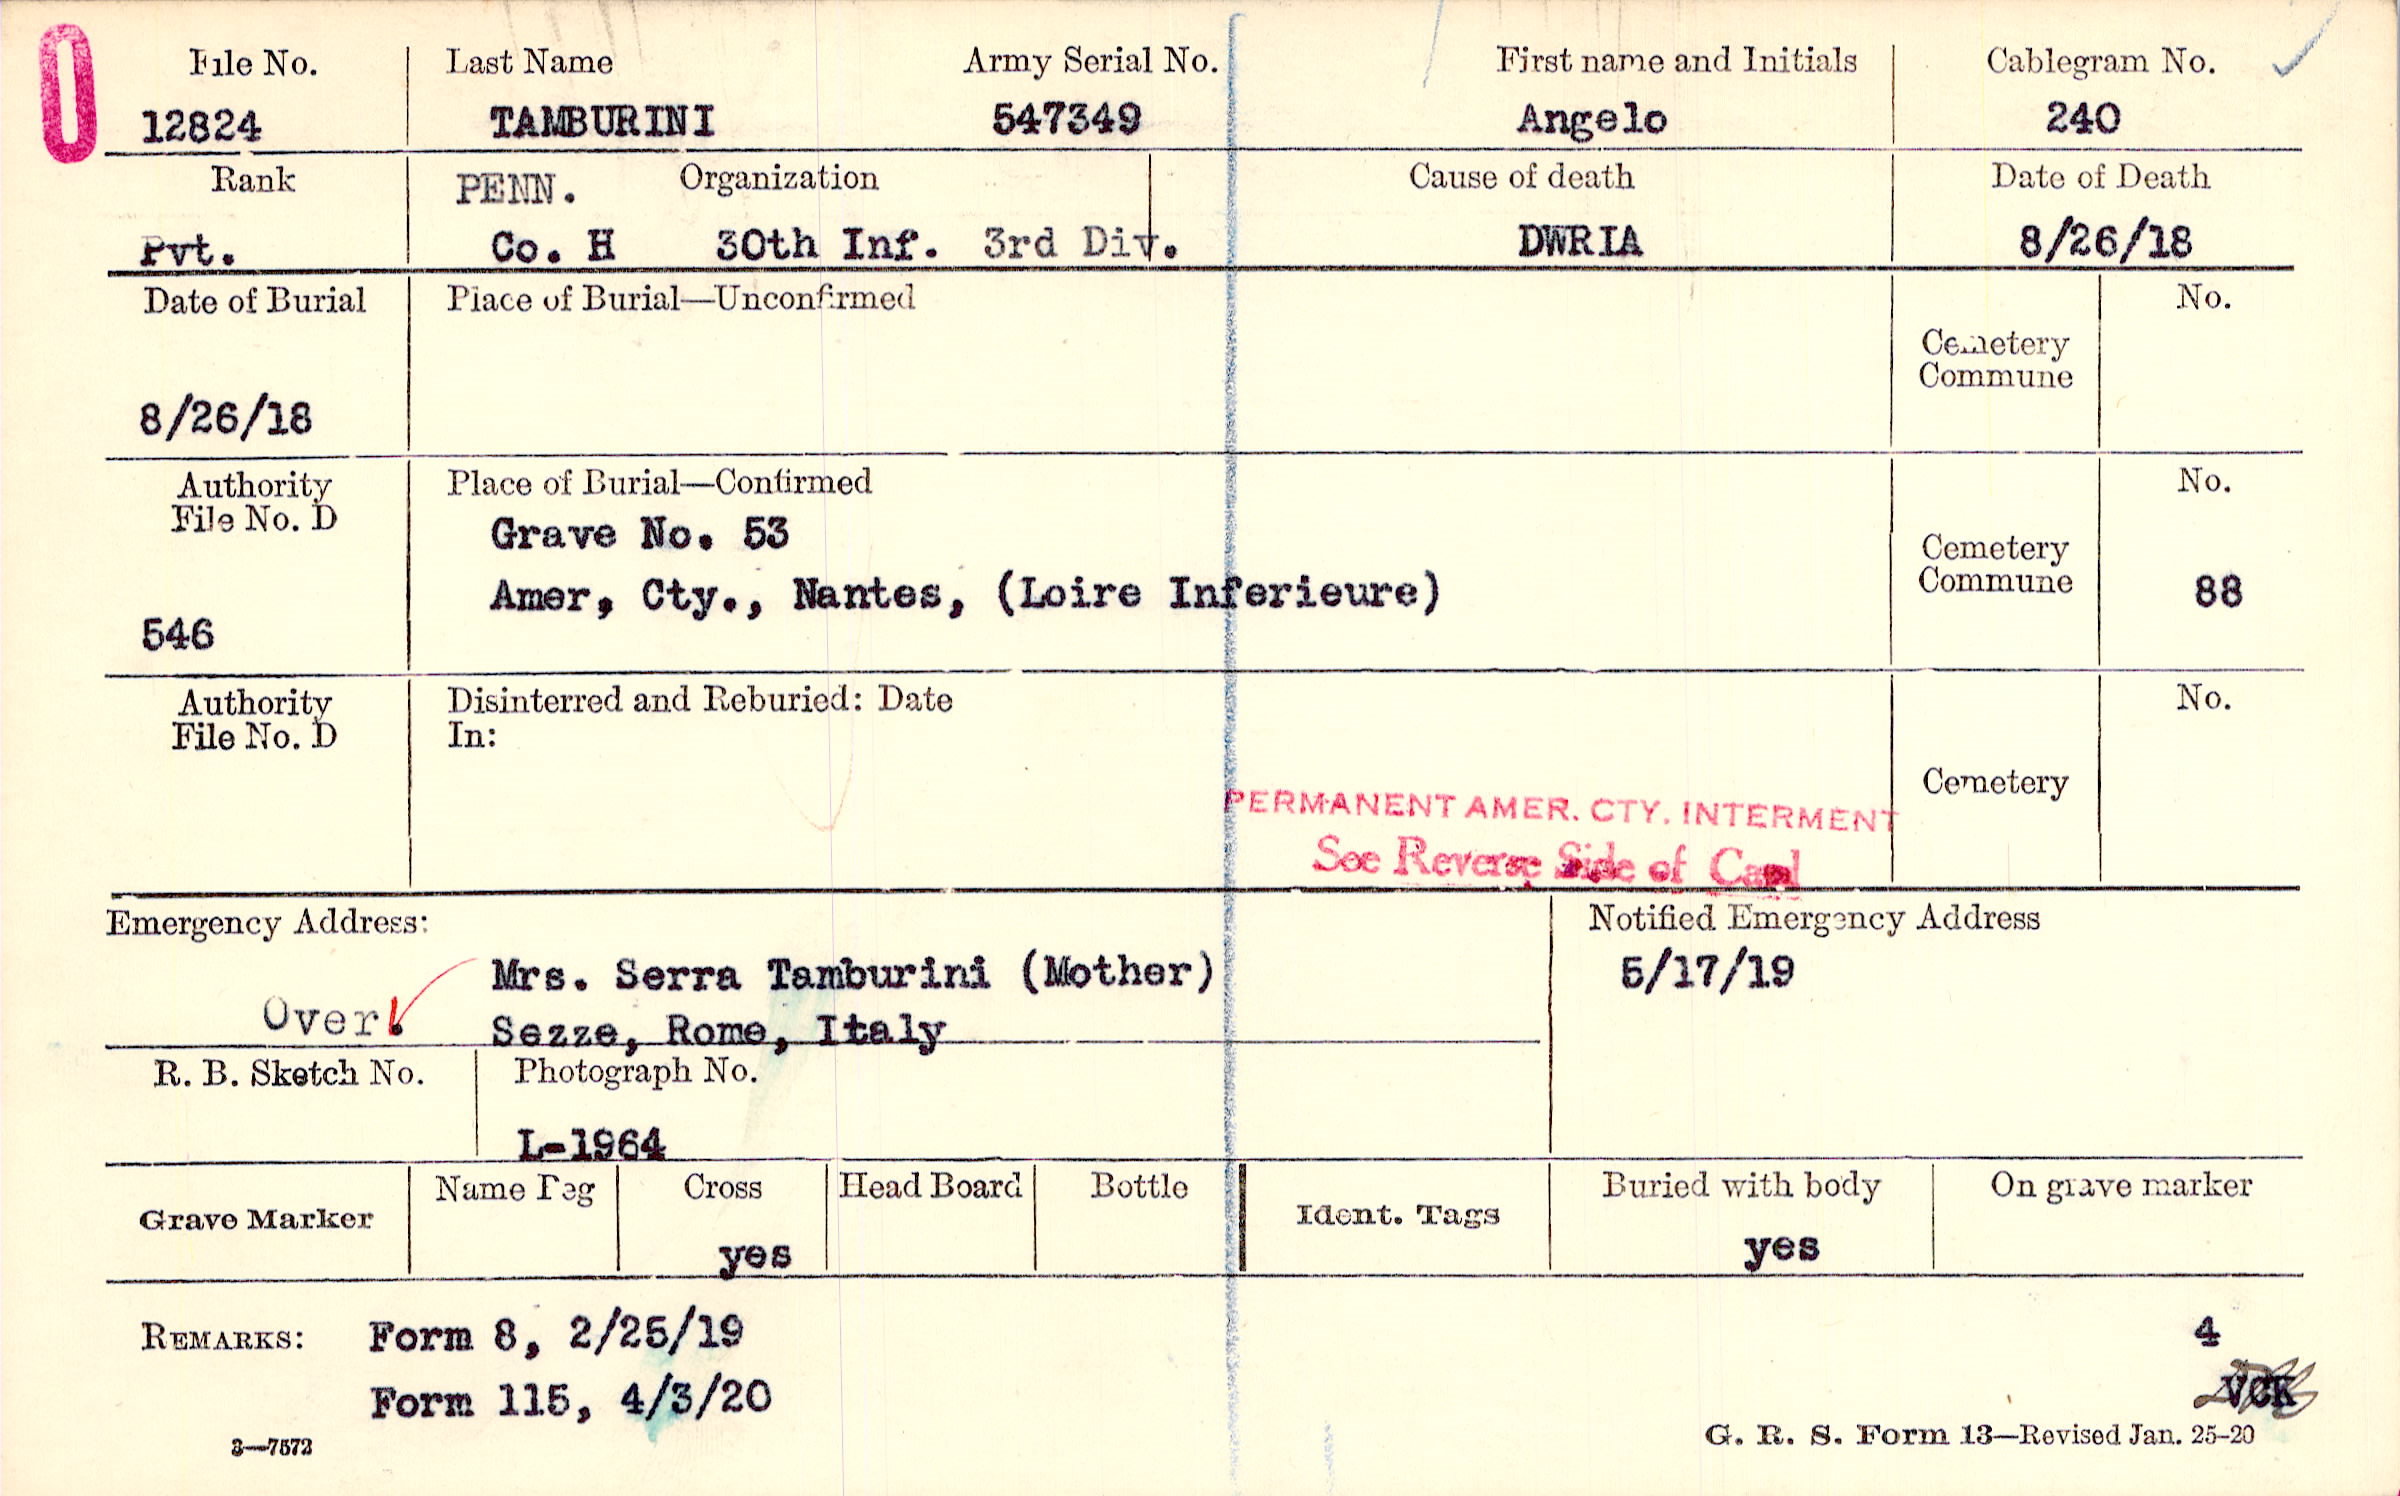 File No.
Last Name
Army Serial No.
First name and Initials
Cablegram No.
12824
TAMBURINI
547349
Angelo
240
Rank
PENN.
Organization
Cause of death
Date of Death
Pvt.
Co. H 30th Inf. 3rd Div.
DWRIA
8/26/18
Date of Burial
Place of Burial—Unconfirmed
No.
Cemetery
Commune
8/26/18
Authority
File No. D
Place of Burial—Confirmed
No.
Grave No. 53
Cemetery
Commune
Amer, Cty., Nantes, (Loire Inferieure)
88
546
Authority
File No. D
Disinterred and Reburied: Date
In:
No.
Cemetery
PERMANENT AMER. CTY. INTERMENT
See Reverse Side of Card
Emergency Address:
Notified Emergency Address
Mrs. Serra Tamburini (Mother)
5/17/19
Over.
Sezze, Rome, Italy
R. B. Sketch No.
Photograph No.
L-1964
Grave Marker
Name Peg
Cross
Head Board
Bottle
Ident. Tags
Buried with body
On grave marker
yes
yes
REMARKS:
Form 8, 2/25/19
4
Form 115, 4/3/20
VCK
3—7572
G. R. S. Form 13—Revised Jan. 25-20